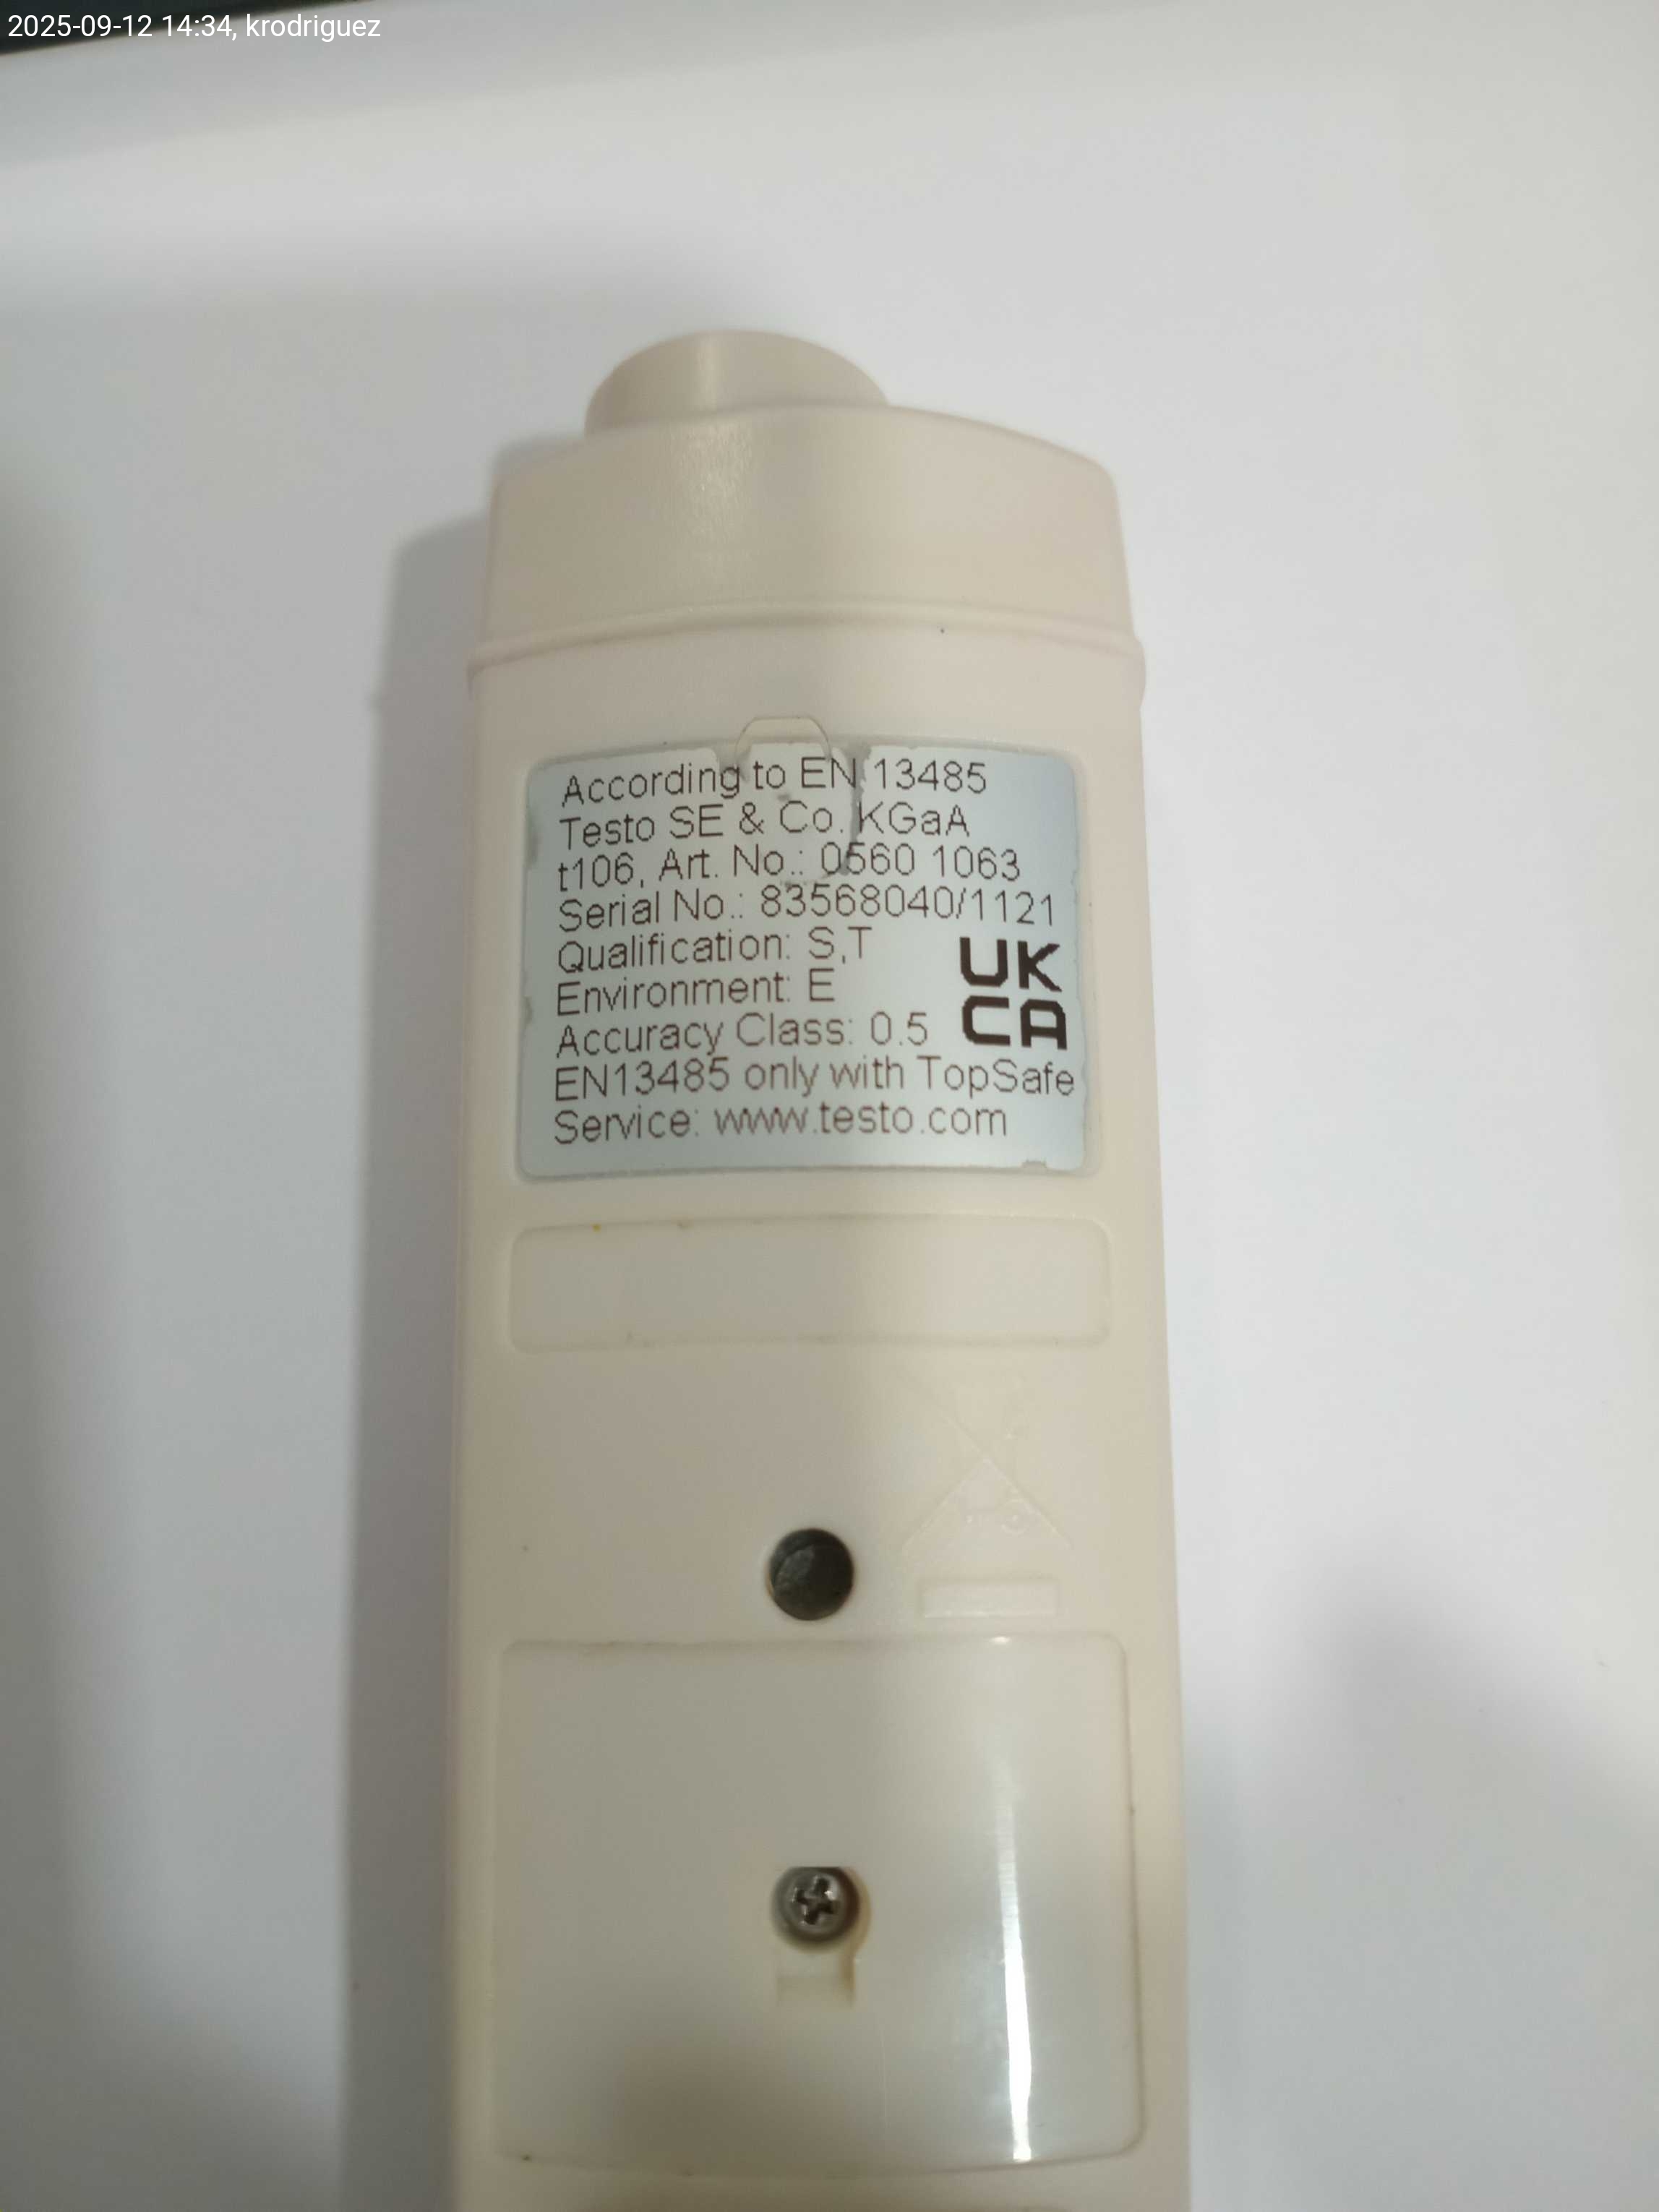 2025-09-12 14:34, krodriguez
According to EN 13485
Testo SE & Co. KGaA
t106, Art. No.: 0560 1063
Serial No.: 83568040/1121
Qualification: S,T
Environment: E
UK
CA
Accuracy Class: 0.5
EN13485 only with TopSafe
Service: www.testo.com